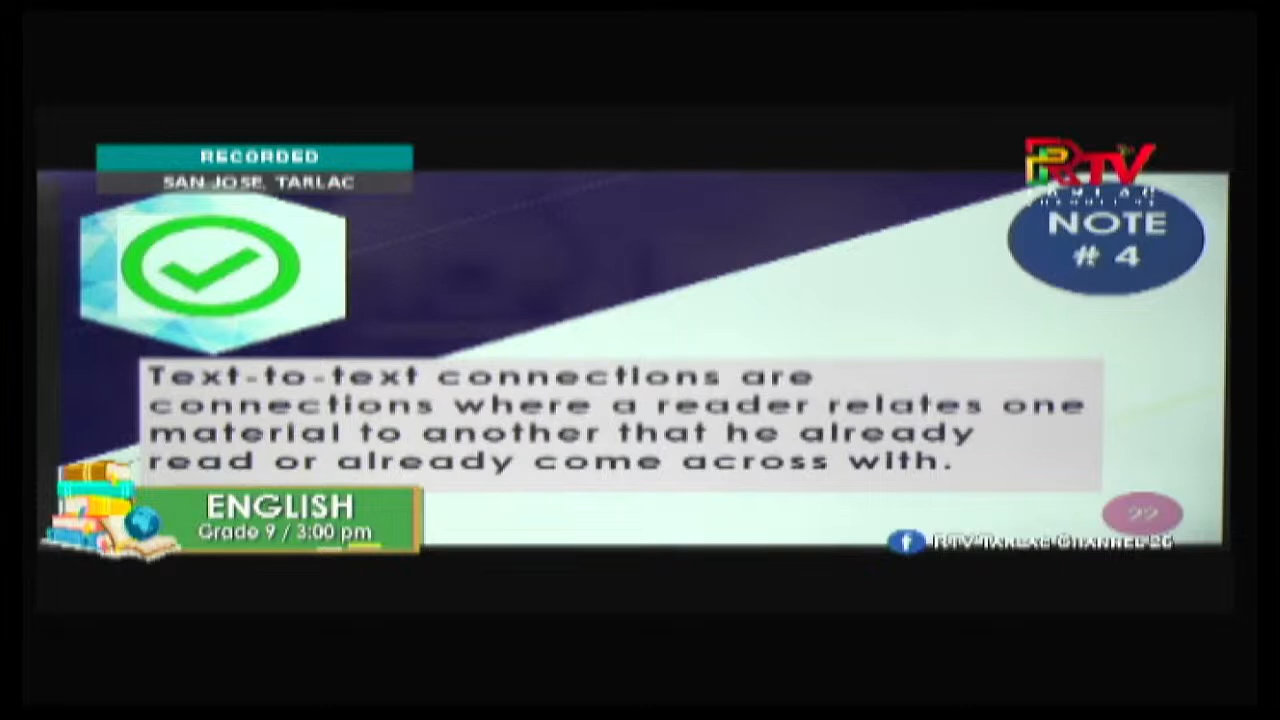 RECORDED
SAN JOSE, TARLAC
RTV
TARLAC
NOTE
# 4
Text-to-text connections are
connections where a reader relates one
material to another that he already
read or already come across with.
ENGLISH
Grade 9 / 3:00 pm
22
RTV TARLAC CHANNEL 26